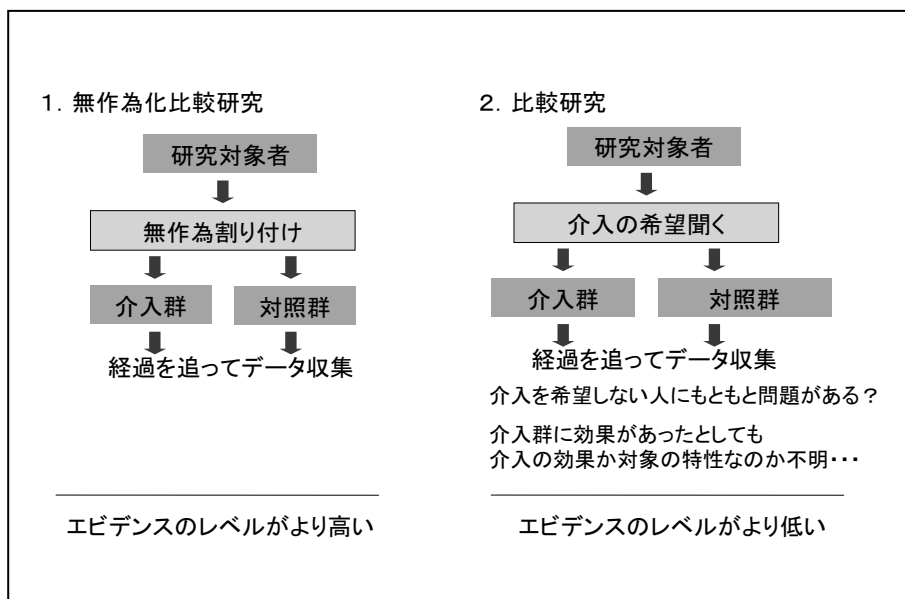 1．無作為化比較研究
研究対象者
無作為割り付け
介入群
対照群
経過を追ってデータ収集
エビデンスのレベルがより高い
2．比較研究
研究対象者
介入の希望聞く
介入群
対照群
経過を追ってデータ収集
介入を希望しない人にもともと問題がある？
介入群に効果があったとしても
介入の効果か対象の特性なのか不明・・・
エビデンスのレベルがより低い